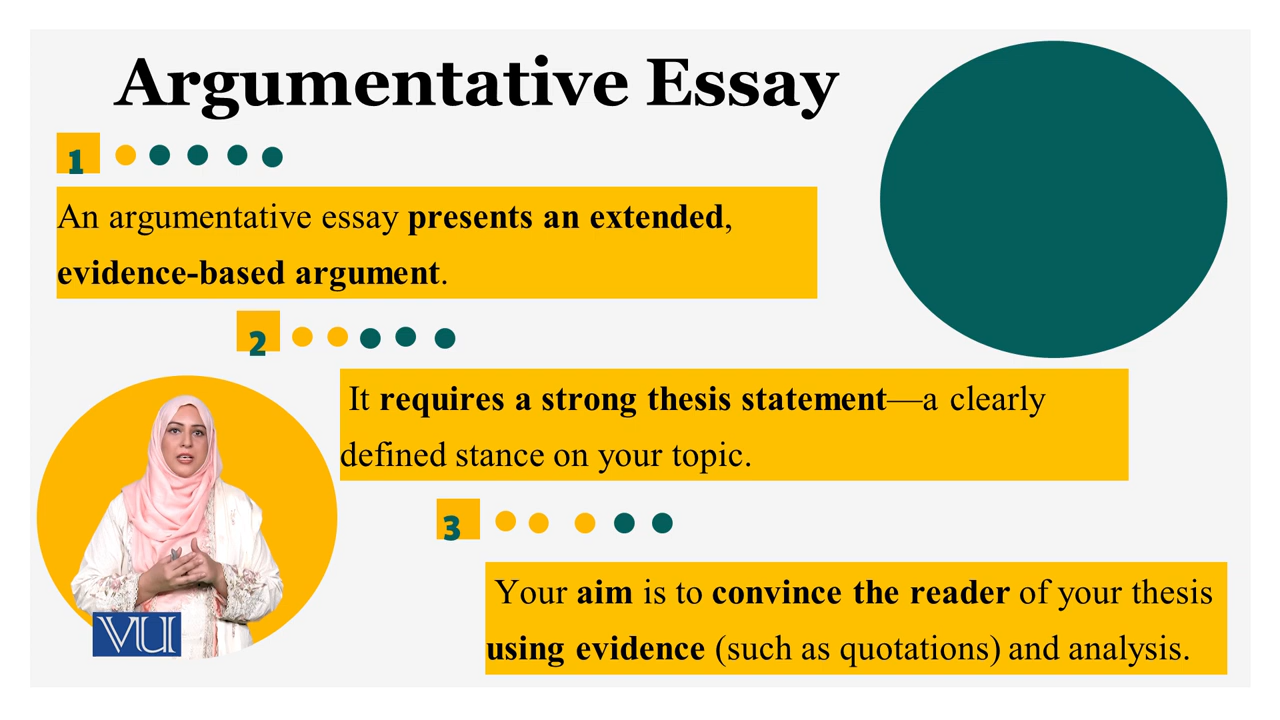 Argumentative Essay
1
An argumentative essay presents an extended,
evidence-based argument.
2
It requires a strong thesis statement—a clearly
defined stance on your topic.
3
Your aim is to convince the reader of your thesis
using evidence (such as quotations) and analysis.
VU